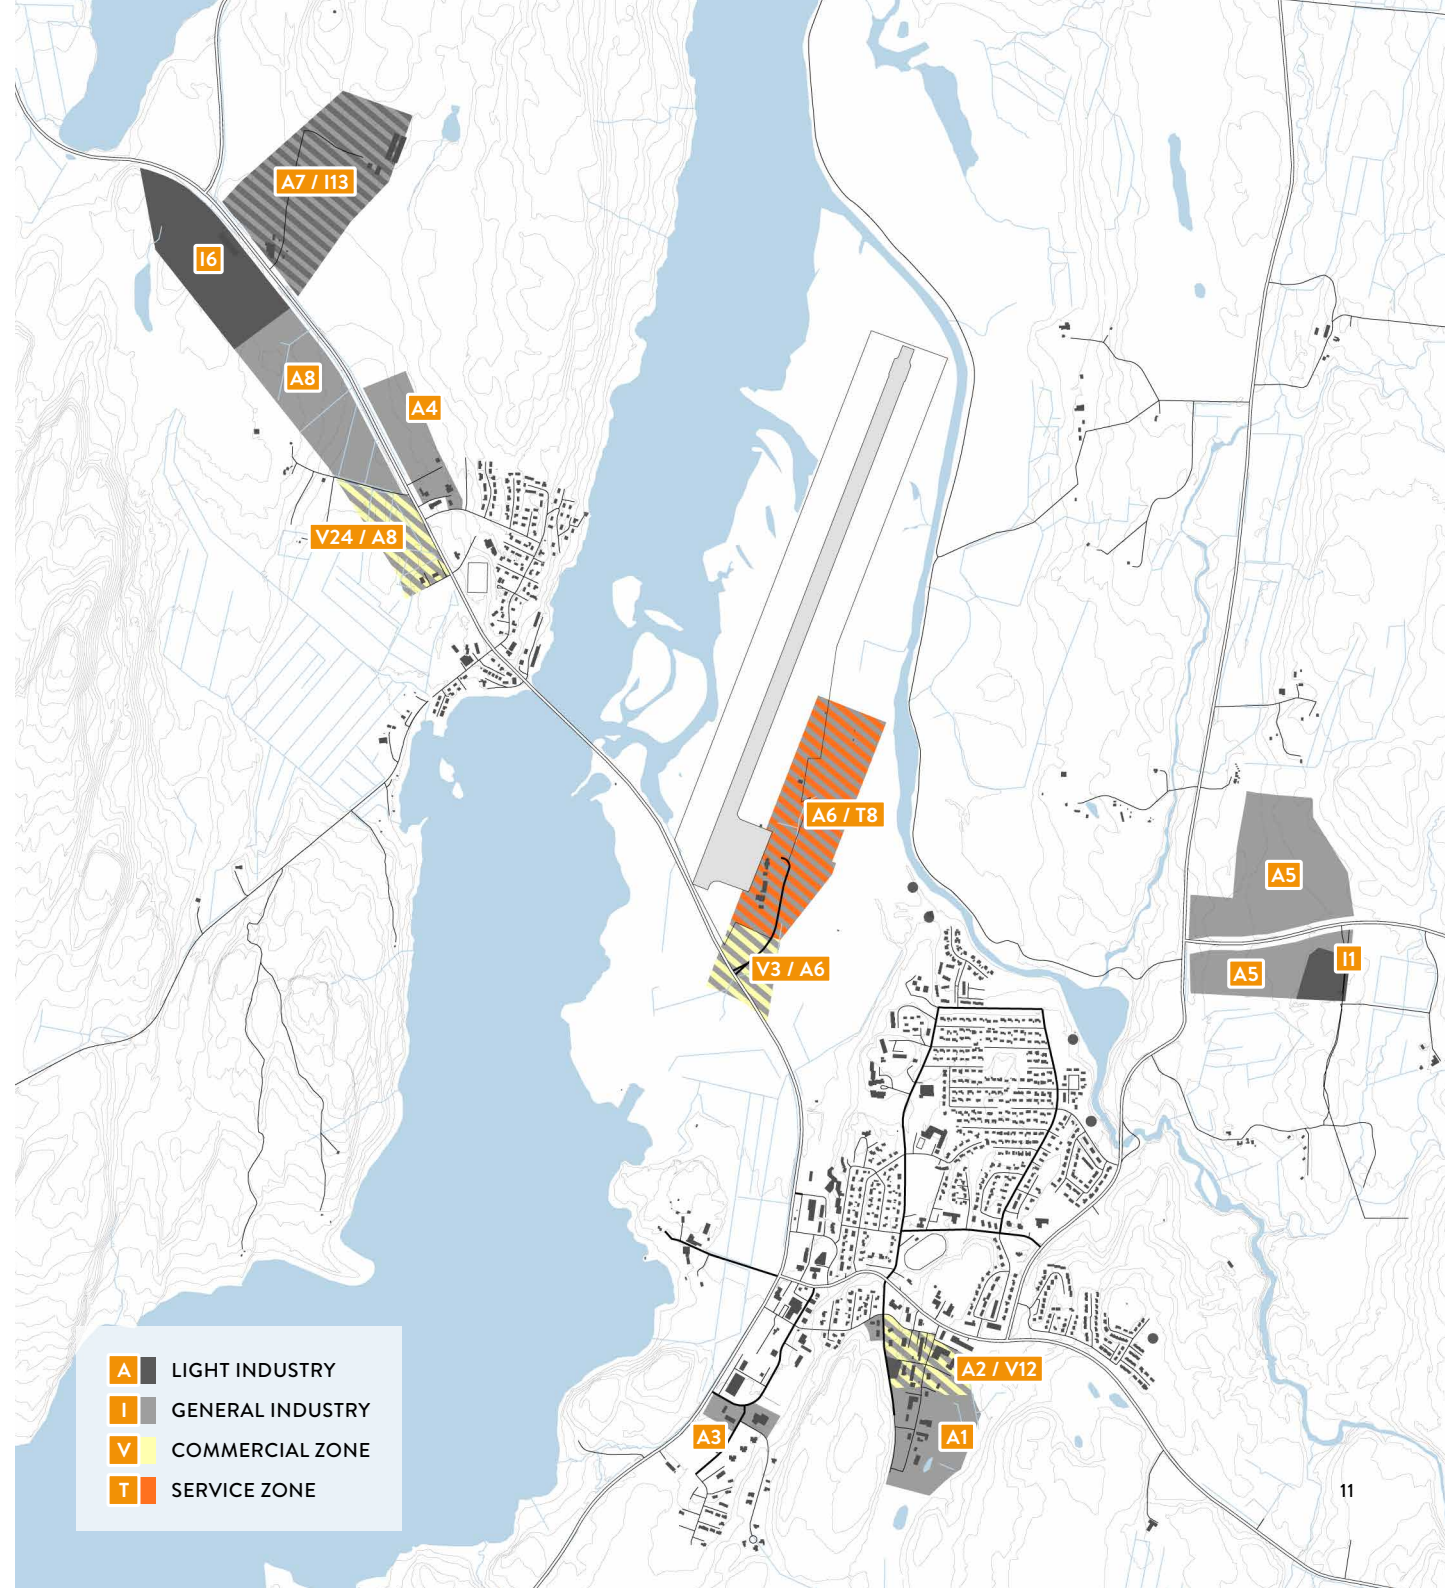 A7 / I13
I6
A8
A4
V24 / A8
A6 / T8
A5
V3 / A6
A5
I1
A2 / V12
A3
A1
A LIGHT INDUSTRY
I GENERAL INDUSTRY
V COMMERCIAL ZONE
T SERVICE ZONE
11